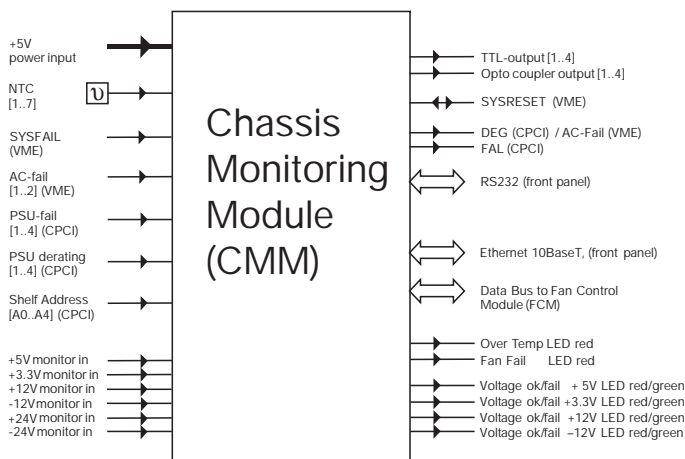 +5V
power input
NTC
[1..7]
υ
SYSFAIL
(VME)
AC-fail
[1..2] (VME)
PSU-fail
[1..4] (CPCI)
PSU derating
[1..4] (CPCI)
Shelf Address
[A0..A4] (CPCI)
+5V monitor in
+3.3V monitor in
+12V monitor in
-12V monitor in
+24V monitor in
-24V monitor in
Chassis
Monitoring
Module
(CMM)
TTL-output [1..4]
Opto coupler output [1..4]
SYSRESET (VME)
DEG (CPCI) / AC-Fail (VME)
FAL (CPCI)
RS232 (front panel)
Ethernet 10BaseT, (front panel)
Data Bus to Fan Control
Module (FCM)
Over Temp LED red
Fan Fail LED red
Voltage ok/fail + 5V LED red/green
Voltage ok/fail +3.3V LED red/green
Voltage ok/fail +12V LED red/green
Voltage ok/fail –12V LED red/green